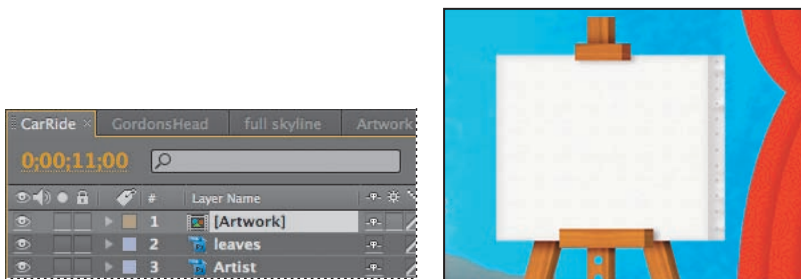 CarRide × GordonsHead full skyline Artwork
0;00;11;00
# Layer Name
1 [Artwork]
2 leaves
3 Artist